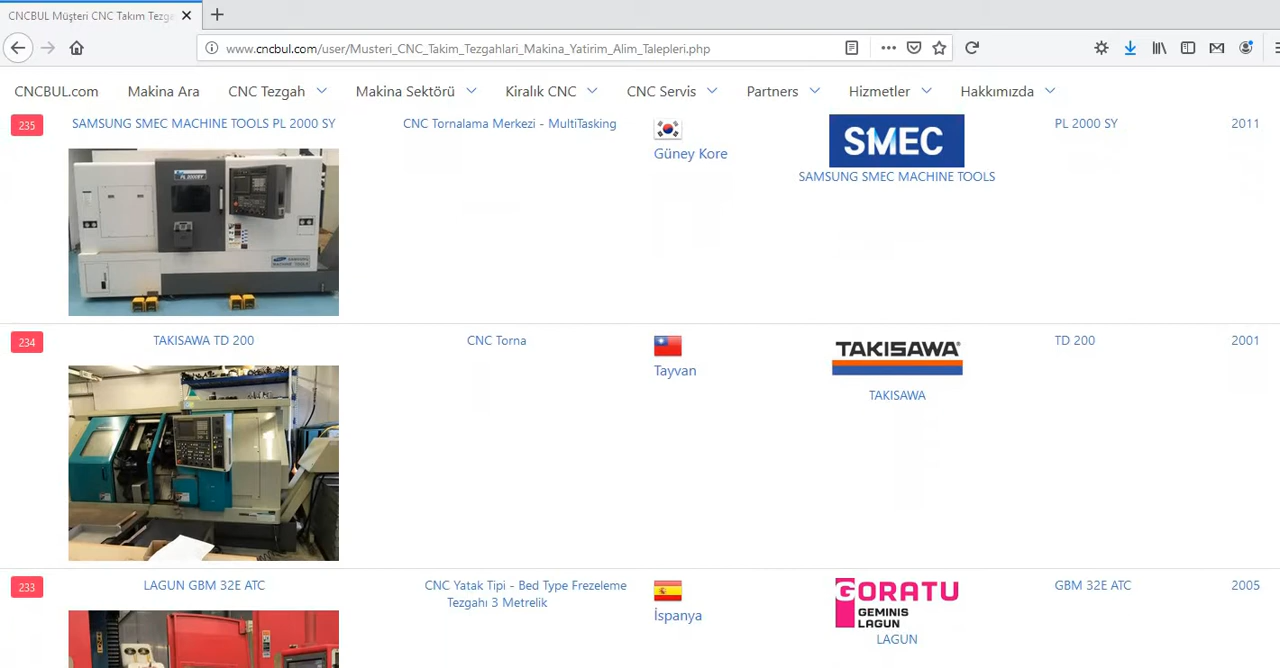 CNCBUL Müşteri CNC Takım Tezga
www.cncbul.com/user/Musteri_CNC_Takim_Tezgahlari_Makina_Yatirim_Alim_Talepleri.php
CNCBUL.com Makina Ara CNC Tezgah Makina Sektörü Kiralık CNC CNC Servis Partners Hizmetler Hakkımızda
235 SAMSUNG SMEC MACHINE TOOLS PL 2000 SY CNC Tornalama Merkezi - MultiTasking PL 2000 SY 2011
SMEC
Güney Kore
SAMSUNG SMEC MACHINE TOOLS
PL 2000SY
234 TAKISAWA TD 200 CNC Torna TD 200 2001
TAKISAWA
Tayvan
TAKISAWA
233 LAGUN GBM 32E ATC CNC Yatak Tipi - Bed Type Frezeleme GBM 32E ATC 2005
Tezgahı 3 Metrelik
GORATU
GEMINIS
LAGUN
İspanya
LAGUN